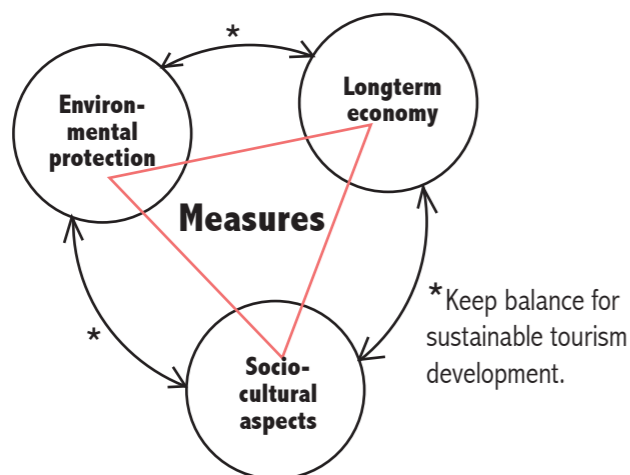 *
Environ-
mental
protection
Longterm
economy
Measures
*
*Keep balance for
sustainable tourism
development.
Socio-
cultural
aspects